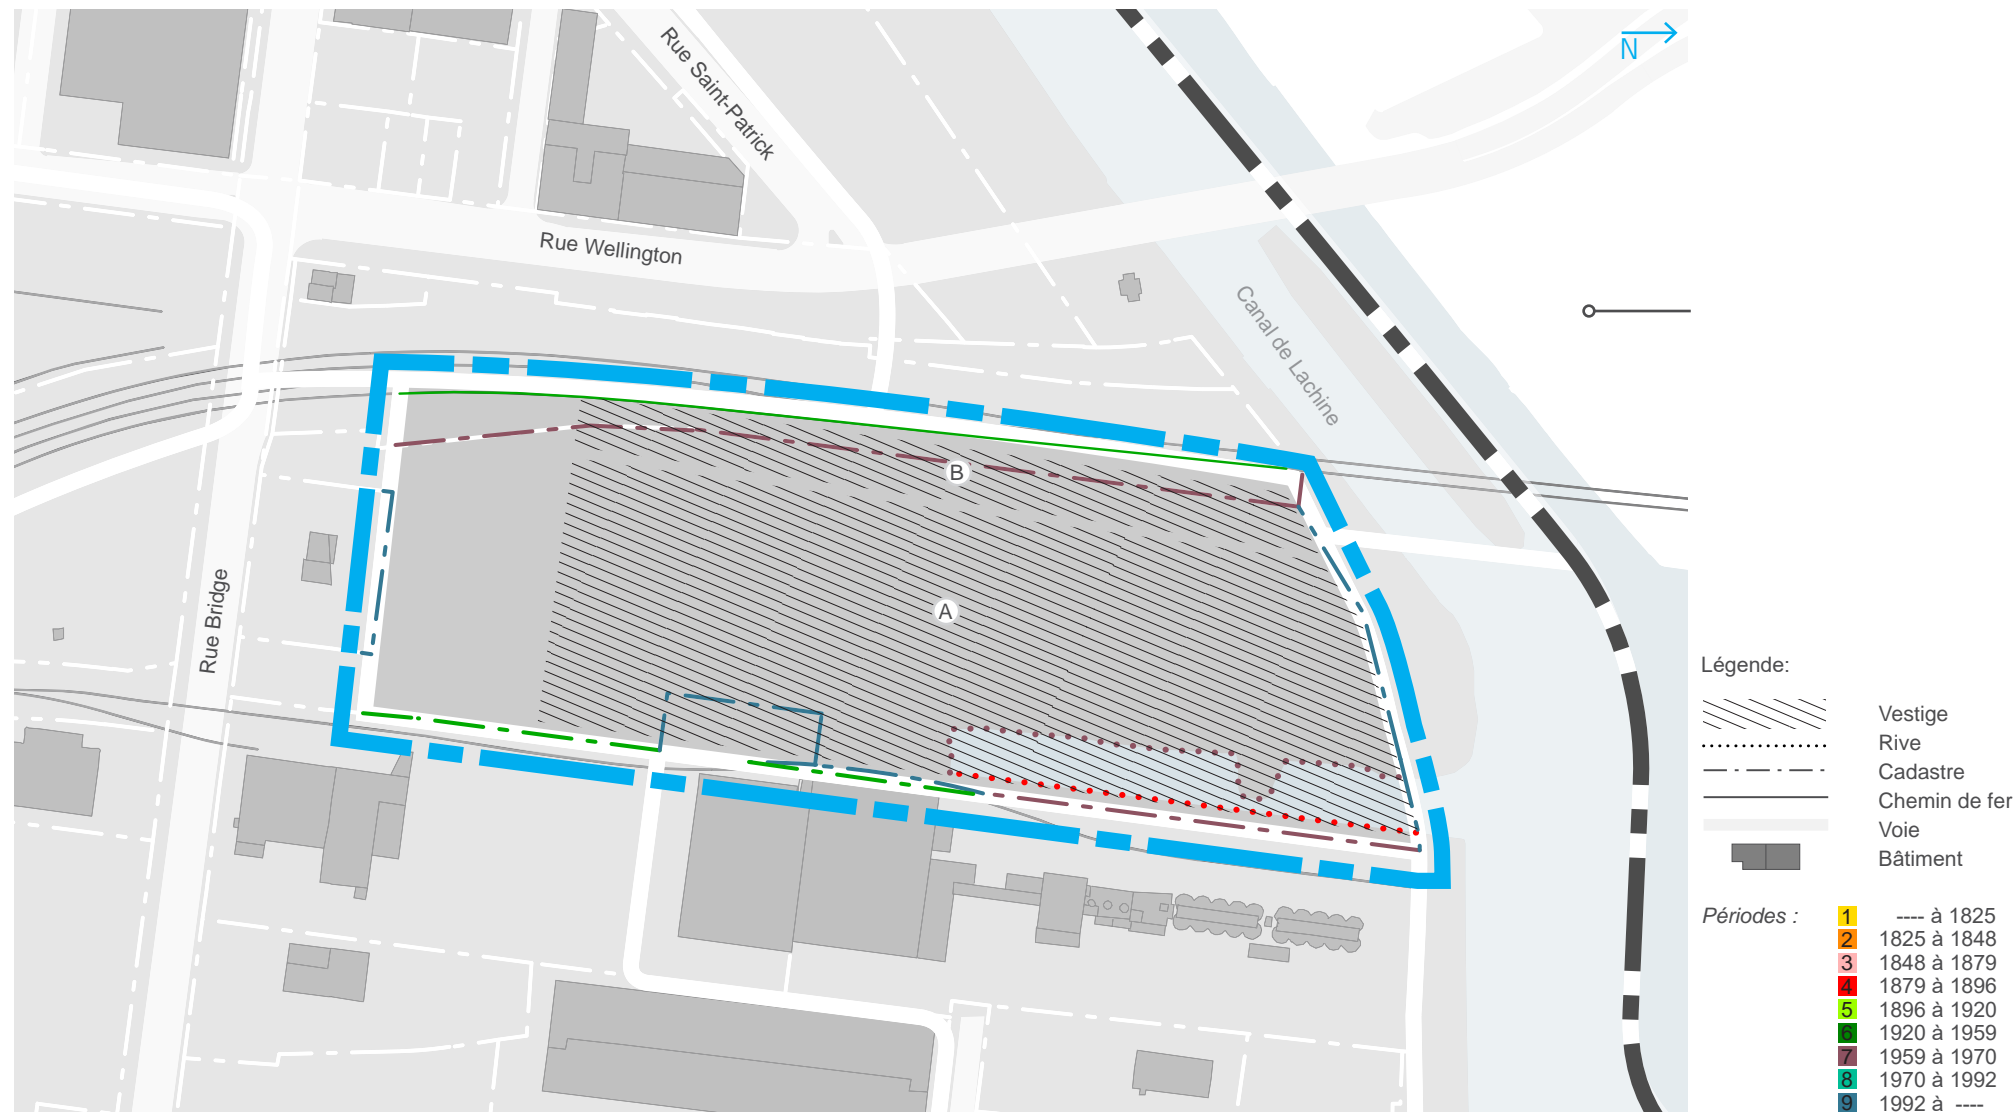 N
Rue Saint-Patrick
Rue Wellington
Canal de Lachine
B
A
Rue Bridge
Légende:
Vestige
Rive
Cadastre
Chemin de fer
Voie
Bâtiment
Périodes :
1 ---- à 1825
2 1825 à 1848
3 1848 à 1879
4 1879 à 1896
5 1896 à 1920
6 1920 à 1959
7 1959 à 1970
8 1970 à 1992
9 1992 à ----